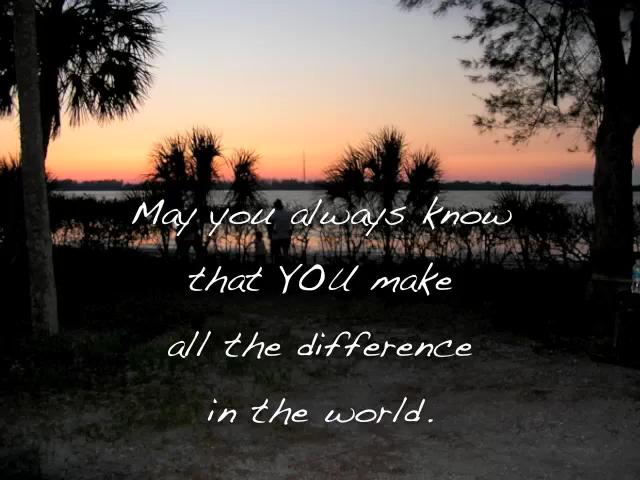 May you always know
that YOU make
all the difference
in the world.